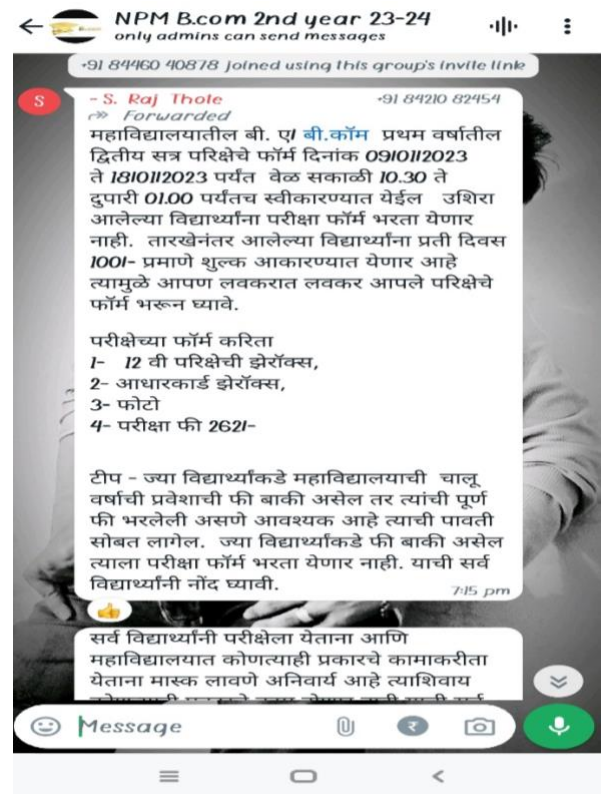 NPM B.com 2nd year 23-24
only admins can send messages
+91 84460 40878 joined using this group's invite link
S
~ S. Raj Thole +91 84210 82454
Forwarded
महाविद्यालयातील बी. ए/ बी.कॉम प्रथम वर्षातील
द्वितीय सत्र परिक्षेचे फॉर्म दिनांक 09/01/2023
ते 18/01/2023 पर्यंत वेळ सकाळी 10.30 ते
दुपारी 01.00 पर्यंतच स्वीकारण्यात येईल उशिरा
आलेल्या विद्यार्थ्यांना परीक्षा फॉर्म भरता येणार
नाही. तारखेनंतर आलेल्या विद्यार्थ्यांना प्रती दिवस
100/- प्रमाणे शुल्क आकारण्यात येणार आहे
त्यामुळे आपण लवकरात लवकर आपले परिक्षेचे
फॉर्म भरून घ्यावे.
परीक्षेच्या फॉर्म करिता
1- 12 वी परिक्षेची झेरॉक्स,
2- आधारकार्ड झेरॉक्स,
3- फोटो
4- परीक्षा फी 262/-
टीप - ज्या विद्यार्थ्यांकडे महाविद्यालयाची चालू
वर्षाची प्रवेशाची फी बाकी असेल तर त्यांची पूर्ण
फी भरलेली असणे आवश्यक आहे त्याची पावती
सोबत लागेल. ज्या विद्यार्थ्यांकडे फी बाकी असेल
त्याला परीक्षा फॉर्म भरता येणार नाही. याची सर्व
विद्यार्थ्यांनी नोंद घ्यावी.
7:15 pm
सर्व विद्यार्थ्यांनी परीक्षेला येताना आणि
महाविद्यालयात कोणत्याही प्रकारचे कामाकरीता
येताना मास्क लावणे अनिवार्य आहे त्याशिवाय
Message
₹